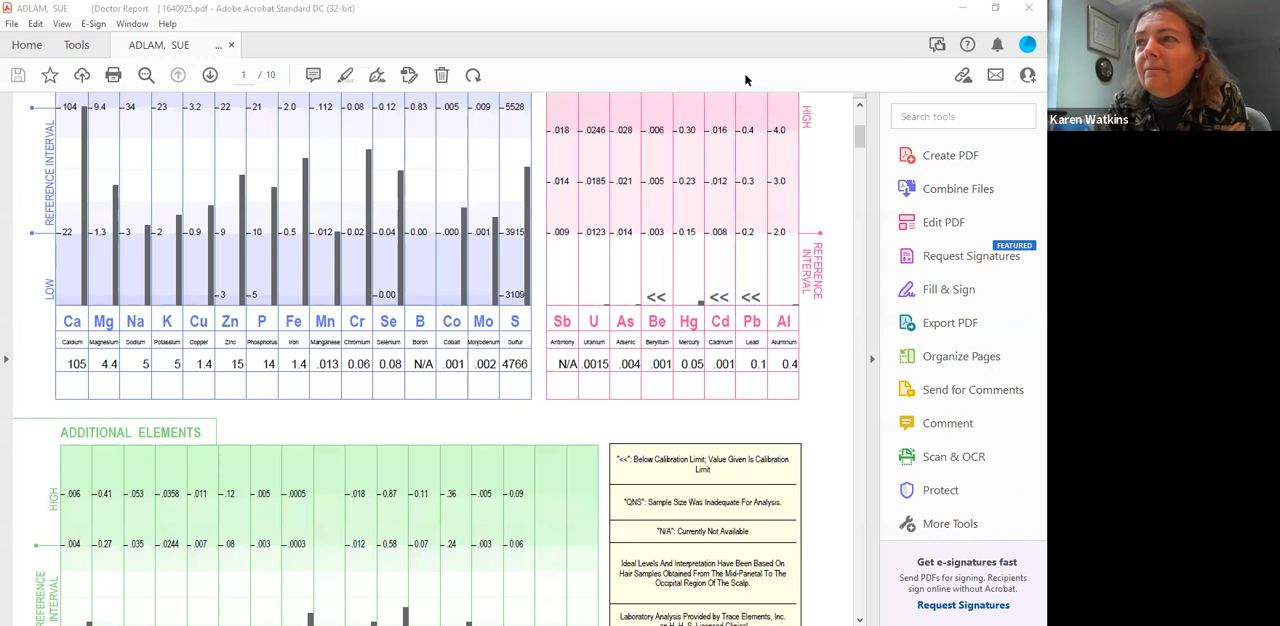 ADLAM, SUE [Doctor Report ] 1640925.pdf - Adobe Acrobat Standard DC (32-bit)
File Edit View E-Sign Window Help
Home Tools ADLAM, SUE ... ×
1 / 10
Karen Watkins
Search tools
Create PDF
Combine Files
Edit PDF
FEATURED
Request Signatures
Fill & Sign
Export PDF
Organize Pages
Send for Comments
Comment
Scan & OCR
Protect
More Tools
Get e-signatures fast
Send PDFs for signing. Recipients
sign online without Acrobat.
Request Signatures
REFERENCE INTERVAL
LOW
104 9.4 34 23 3.2 22 21 2.0 .112 0.08 0.12 0.83 .005 .009 5528
22 1.3 3 2 0.9 9 10 0.5 .012 0.02 0.04 0.00 .000 .001 3915
3 5 0.00 3109
Ca Mg Na K Cu Zn P Fe Mn Cr Se B Co Mo S
Calcium Magnesium Sodium Potassium Copper Zinc Phosphorus Iron Manganese Chromium Selenium Boron Cobalt Molybdenum Sulfur
105 4.4 5 5 1.4 15 14 1.4 .013 0.06 0.08 N/A .001 .002 4766
HIGH
.018 .0246 .028 .006 0.30 .016 0.4 4.0
.014 .0185 .021 .005 0.23 .012 0.3 3.0
.009 .0123 .014 .003 0.15 .008 0.2 2.0
REFERENCE
INTERVAL
<< << <<
Sb U As Be Hg Cd Pb Al
Antimony Uranium Arsenic Beryllium Mercury Cadmium Lead Aluminum
N/A .0015 .004 .001 0.05 .001 0.1 0.4
ADDITIONAL ELEMENTS
HIGH
.006 0.41 .053 .0358 .011 .12 .005 .0005 .018 0.87 0.11 .36 .005 0.09
.004 0.27 .035 .0244 .007 .08 .003 .0003 .012 0.58 0.07 .24 .003 0.06
REFERENCE
INTERVAL
"<<": Below Calibration Limit; Value Given Is Calibration
Limit
"QNS": Sample Size Was Inadequate For Analysis.
"N/A": Currently Not Available
Ideal Levels And Interpretation Have Been Based On
Hair Samples Obtained From The Mid-Parietal To The
Occipital Region Of The Scalp.
Laboratory Analysis Provided by Trace Elements, Inc.
an H. H. S. Licensed Clinical